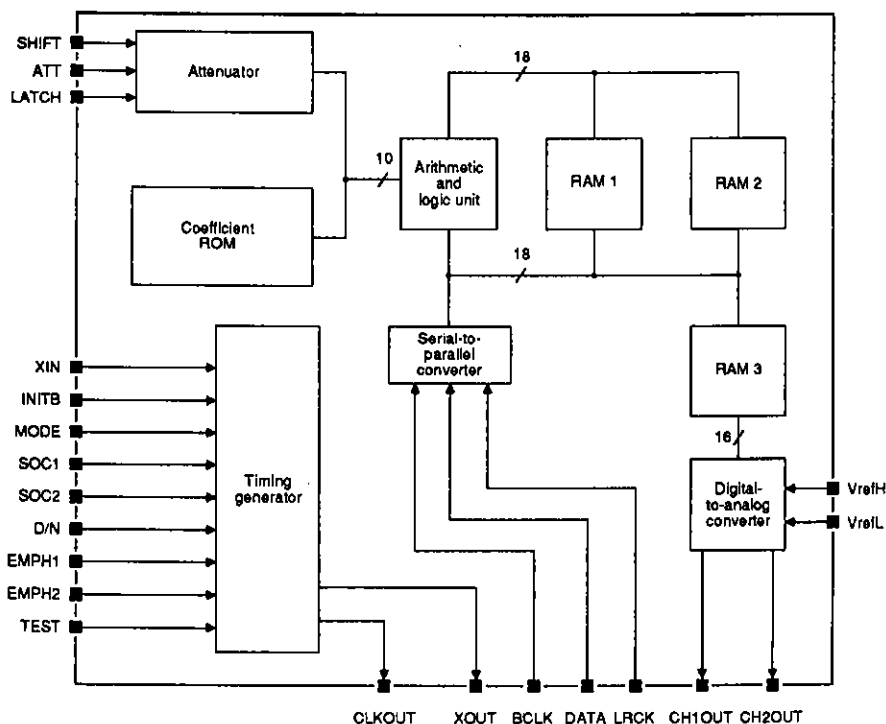 SHIFT
ATT
LATCH
Attenuator
18
10
Arithmetic
and
logic unit
RAM 1
RAM 2
Coefficient
ROM
18
Serial-to-
parallel
converter
RAM 3
XIN
INITB
MODE
SOC1
SOC2
D/N
EMPH1
EMPH2
TEST
Timing
generator
16
Digital-
to-analog
converter
VrefH
VrefL
CLKOUT
XOUT
BCLK
DATA
LRCK
CH1OUT
CH2OUT